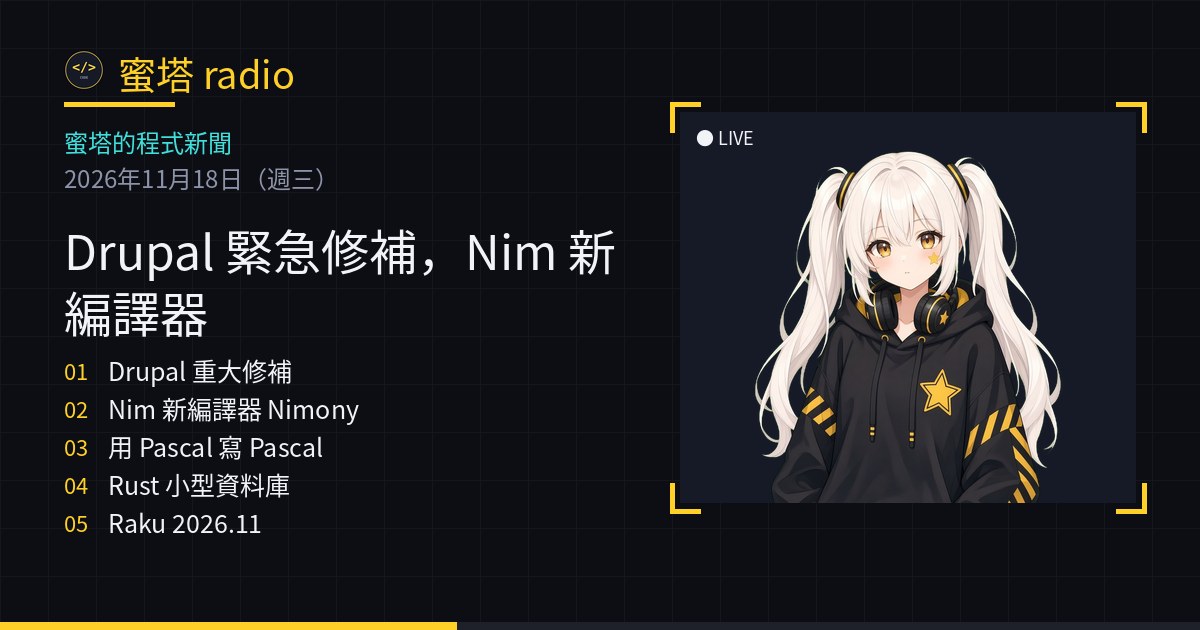 </>
蜜塔 radio
蜜塔的程式新聞
2026年11月18日（週三）
Drupal 緊急修補，Nim 新
編譯器
01 Drupal 重大修補
02 Nim 新編譯器 Nimony
03 用 Pascal 寫 Pascal
04 Rust 小型資料庫
05 Raku 2026.11
LIVE